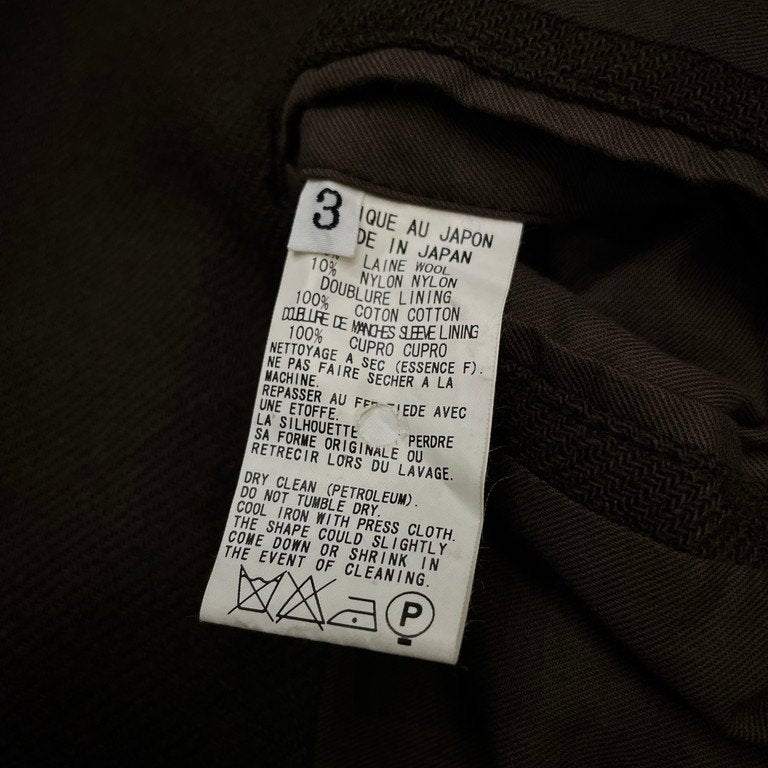 3
IQUE AU JAPON
DE IN JAPAN
% LAINE WOOL
10% NYLON NYLON
DOUBLURE LINING
100% COTON COTTON
DOUBLURE DE MANCHES SLEEVE LINING
100% CUPRO CUPRO
NETTOYAGE A SEC (ESSENCE F).
NE PAS FAIRE SECHER A LA
MACHINE.
REPASSER AU FER TIEDE AVEC
UNE ETOFFE.
LA SILHOUETTE PERDRE
SA FORME ORIGINALE OU
RETRECIR LORS DU LAVAGE.
DRY CLEAN (PETROLEUM).
DO NOT TUMBLE DRY.
COOL IRON WITH PRESS CLOTH.
THE SHAPE COULD SLIGHTLY
COME DOWN OR SHRINK IN
THE EVENT OF CLEANING.
P